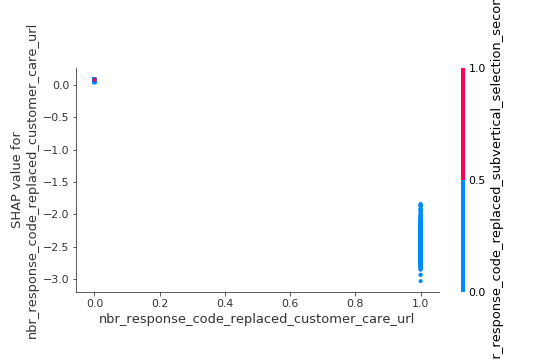 SHAP value for
nbr_response_code_replaced_customer_care_url
0.0
−0.5
−1.0
−1.5
−2.0
−2.5
−3.0
0.0 0.2 0.4 0.6 0.8 1.0
nbr_response_code_replaced_customer_care_url
1.0
0.5
0.0
r_response_code_replaced_subvertical_selection_secon